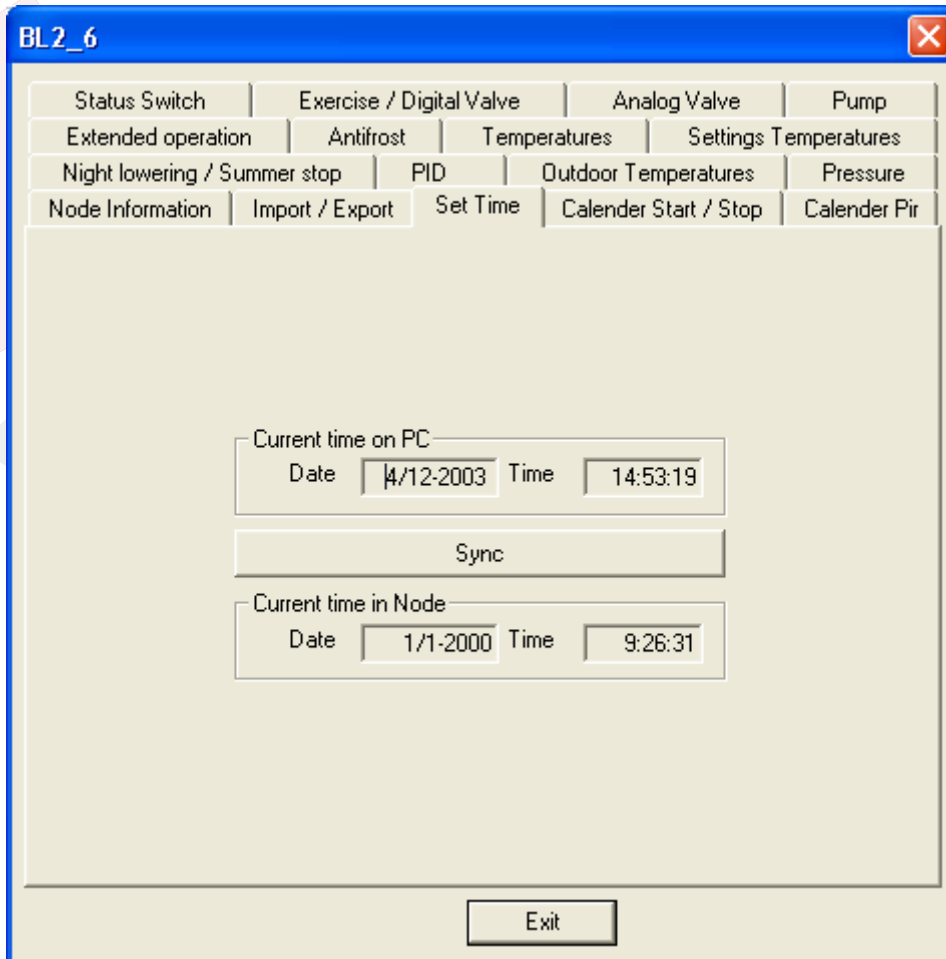 BL2_6
Status Switch Exercise / Digital Valve Analog Valve Pump
Extended operation Antifrost Temperatures Settings Temperatures
Night lowering / Summer stop PID Outdoor Temperatures Pressure
Node Information Import / Export Set Time Calender Start / Stop Calender Pir
Current time on PC
Date 4/12-2003 Time 14:53:19
Sync
Current time in Node
Date 1/1-2000 Time 9:26:31
Exit